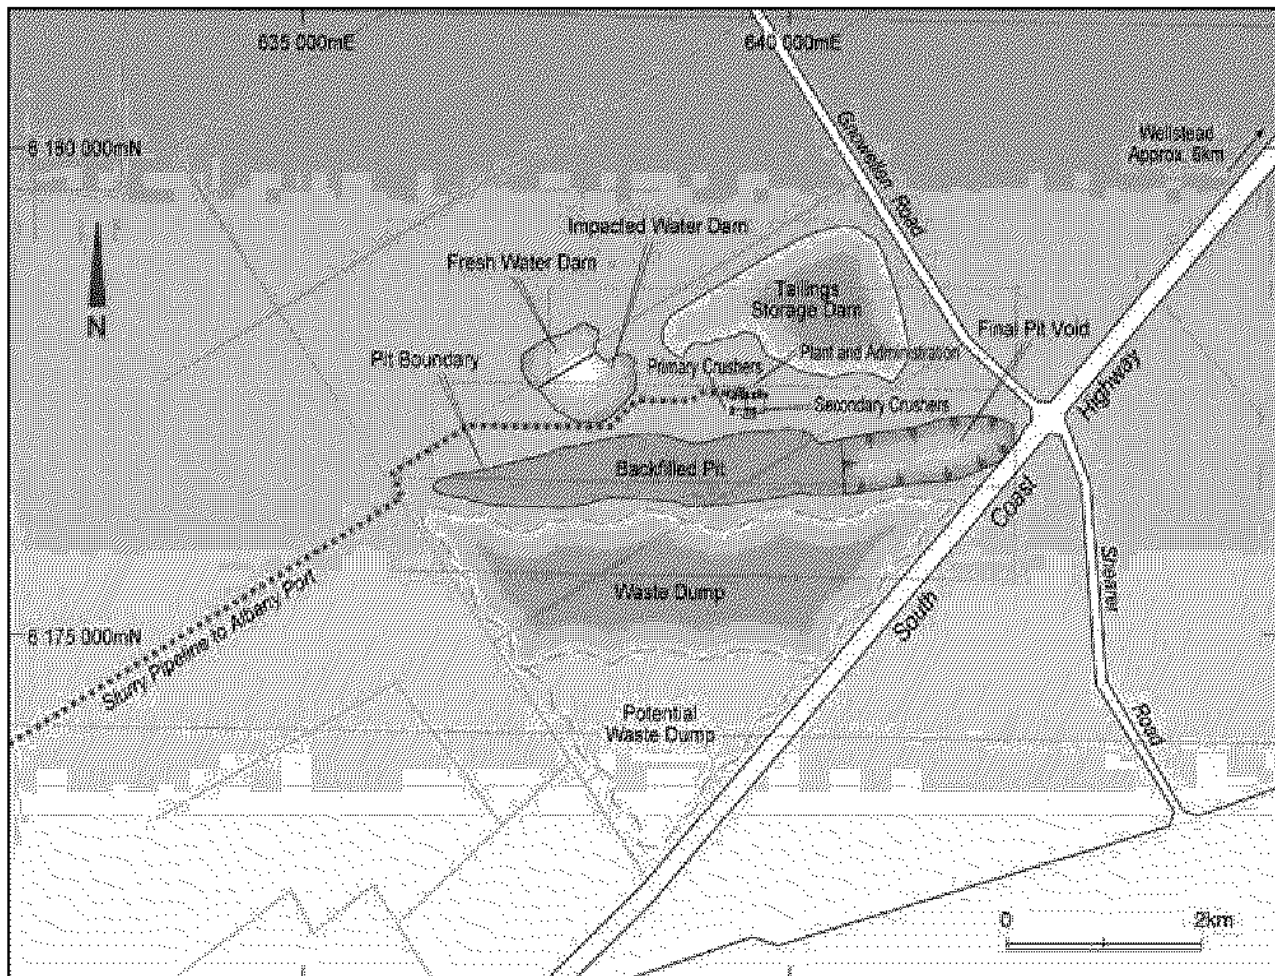 635 000mE
640 000mE
6 180 000mN
Gnowellen Road
Wellstead
Approx. 8km
Impacted Water Dam
Fresh Water Dam
N
Tailings
Storage Dam
Final Pit Void
Pit Boundary
Plant and Administration
Primary Crushers
Secondary Crushers
South Coast Highway
Backfilled Pit
Waste Dump
Shearer Road
6 175 000mN
Slurry Pipeline to Albany Port
Potential
Waste Dump
0 2km